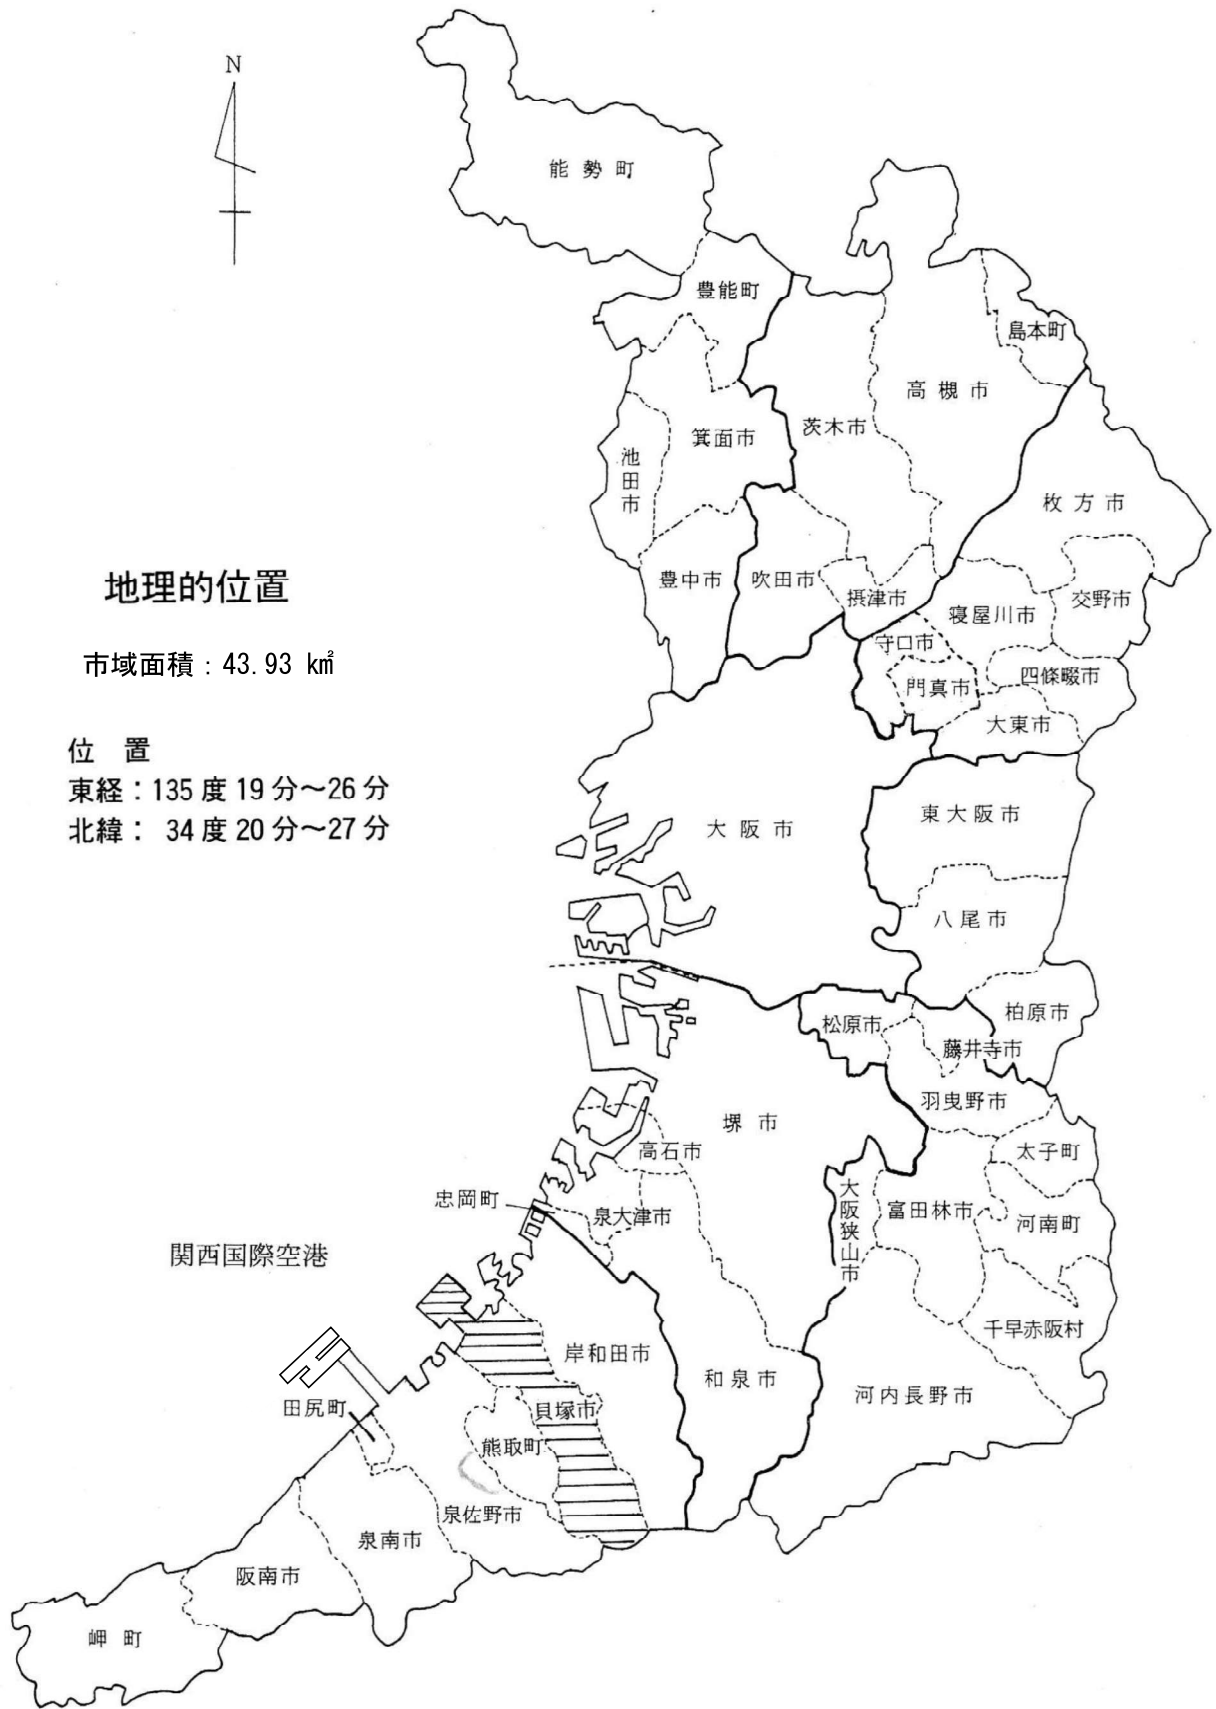 N
能勢町
豊能町
島本町
高槻市
茨木市
箕面市
池田市
枚方市
豊中市
吹田市
摂津市
交野市
寝屋川市
守口市
四條畷市
門真市
大東市
地理的位置
市域面積：43.93 ㎢
位 置
東経：135 度 19 分～26 分
北緯： 34 度 20 分～27 分
東大阪市
大阪市
八尾市
柏原市
松原市
藤井寺市
羽曳野市
堺市
高石市
太子町
忠岡町
泉大津市
大阪狭山市
富田林市
河南町
関西国際空港
千早赤阪村
岸和田市
和泉市
河内長野市
田尻町
貝塚市
熊取町
泉佐野市
泉南市
阪南市
岬町